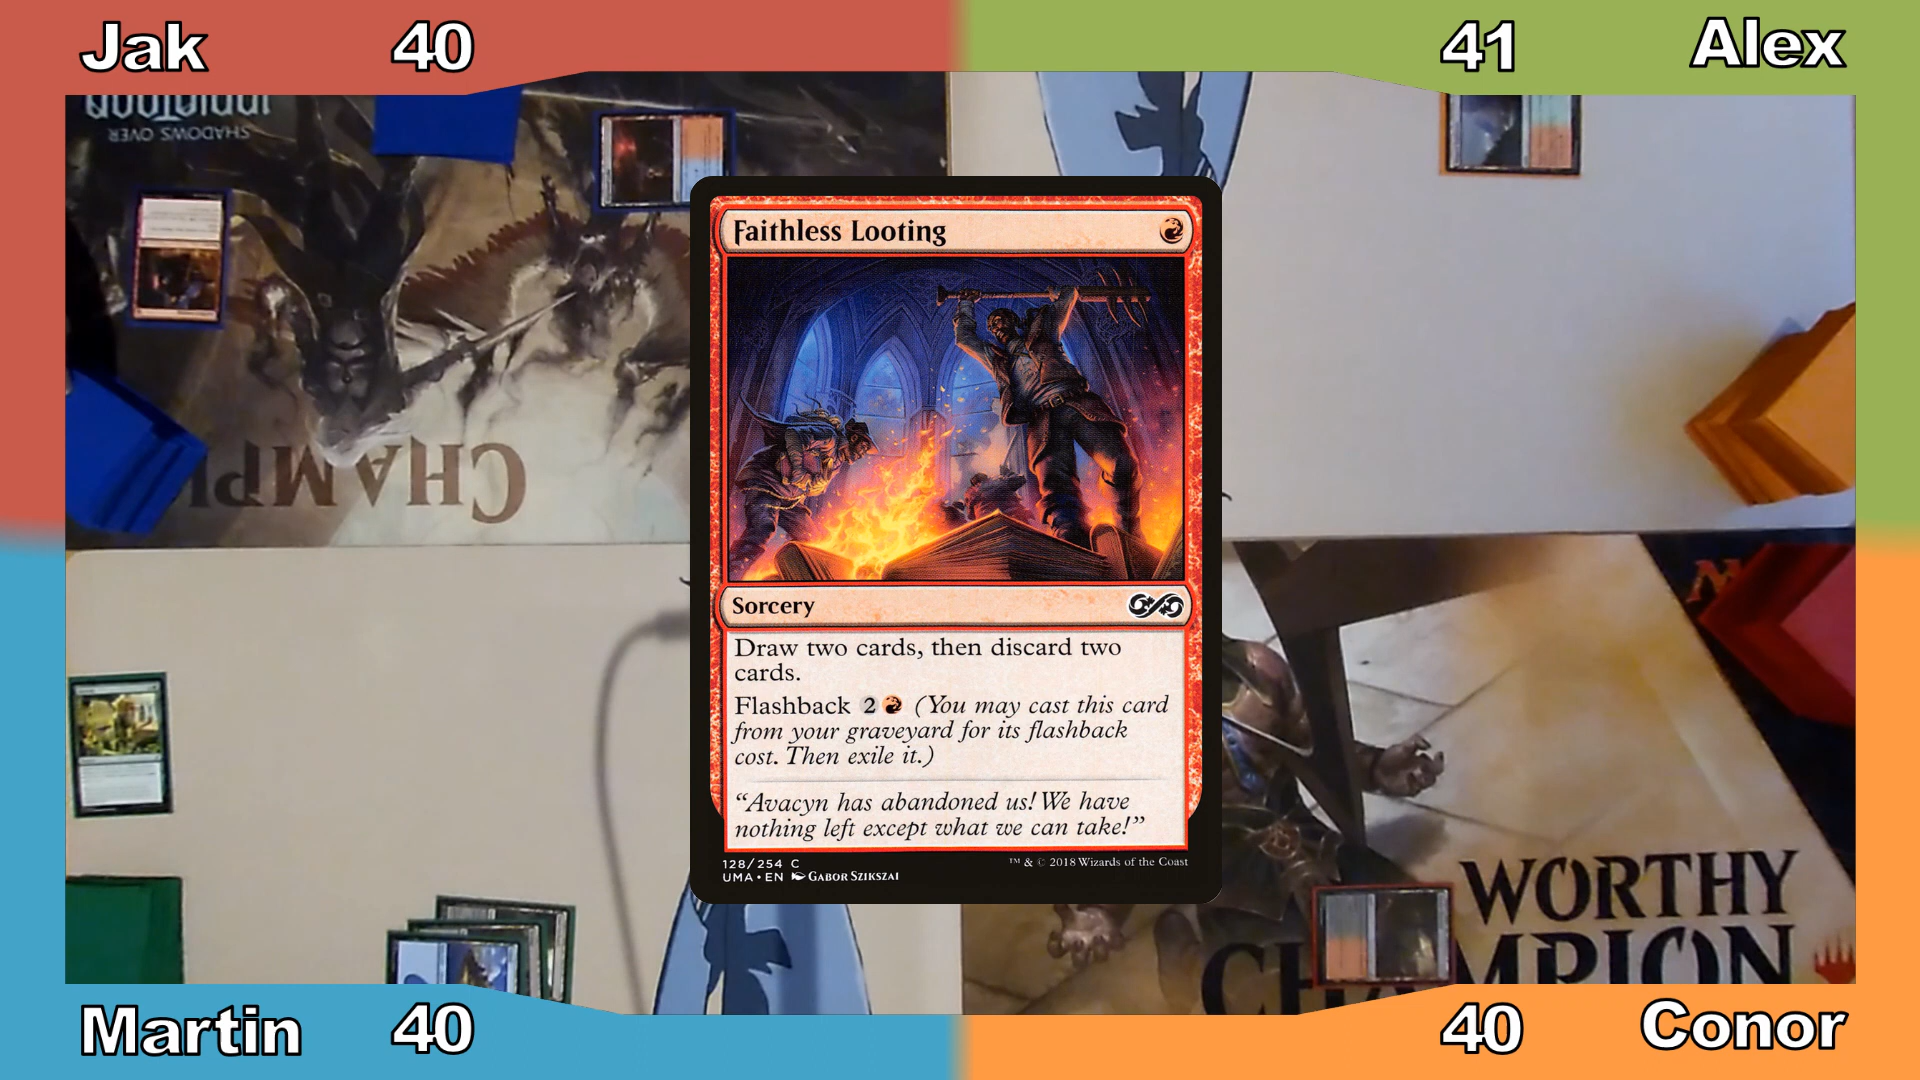 Jak 40
41 Alex
INNISTRAD
SHADOWS OVER
CHAMPI
Faithless Looting
Sorcery
Draw two cards, then discard two
cards.
Flashback 2 (You may cast this card
from your graveyard for its flashback
cost. Then exile it.)
“Avacyn has abandoned us! We have
nothing left except what we can take!”
128/254 C
UMA • EN GABOR SZIKSZAI
™ & © 2018 Wizards of the Coast
WORTHY
CHAMPION
Martin 40
40 Conor